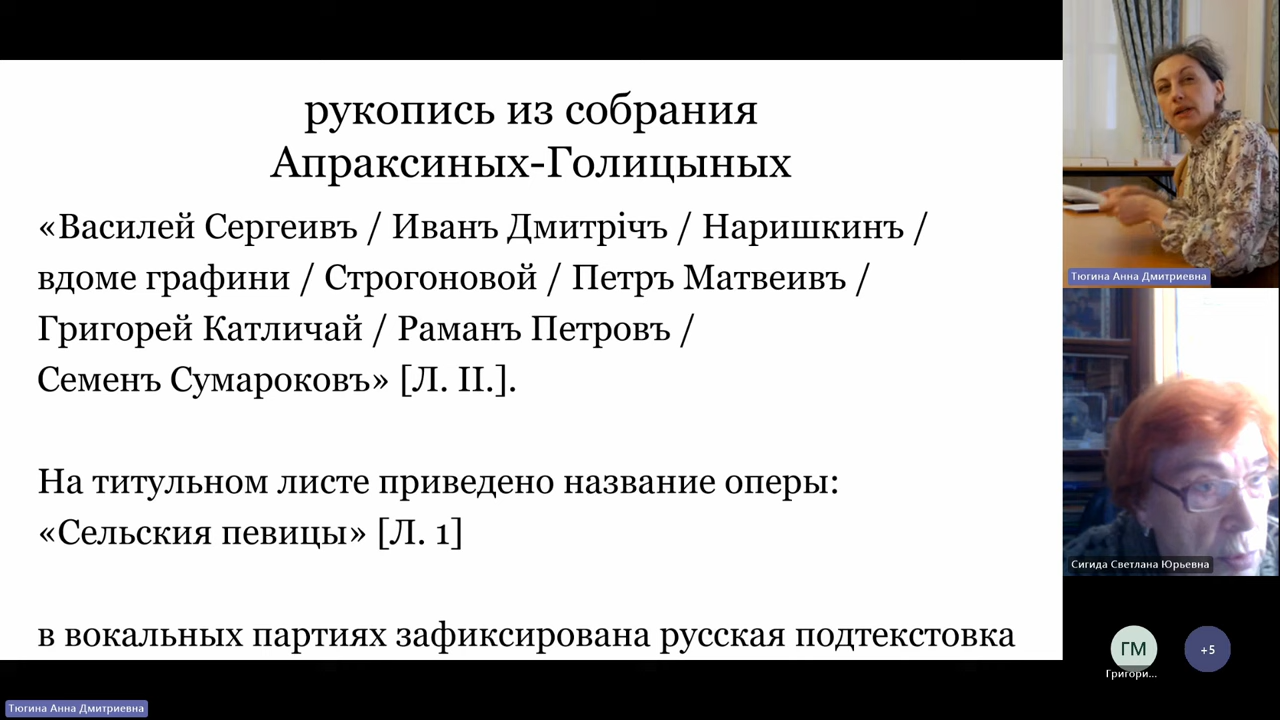 рукопись из собрания
Апраксиных-Голицыных
«Василей Сергеивъ / Иванъ Дмитрічъ / Наришкинъ /
вдоме графини / Строгоновой / Петръ Матвеивъ /
Григорей Катличай / Раманъ Петровъ /
Семенъ Сумароковъ» [Л. II.].
На титульном листе приведено название оперы:
«Сельския певицы» [Л. 1]
в вокальных партиях зафиксирована русская подтекстовка
Тюгина Анна Дмитриевна
Сигида Светлана Юрьевна
ГМ
+5
Григори...
Тюгина Анна Дмитриевна